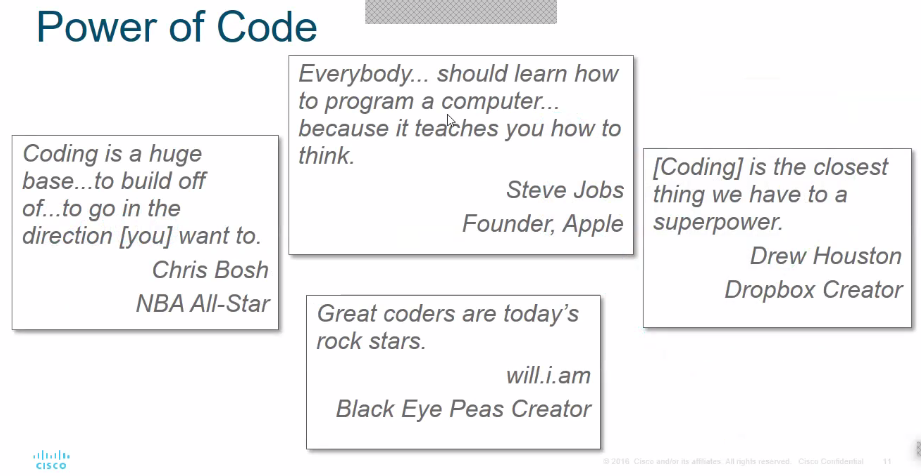 Power of Code
Everybody... should learn how
to program a computer...
because it teaches you how to
think.
Steve Jobs
Founder, Apple
Coding is a huge
base...to build off
of...to go in the
direction [you] want to.
Chris Bosh
NBA All-Star
[Coding] is the closest
thing we have to a
superpower.
Drew Houston
Dropbox Creator
Great coders are today's
rock stars.
will.i.am
Black Eye Peas Creator
CISCO
© 2016 Cisco and/or its affiliates. All rights reserved. Cisco Confidential 11